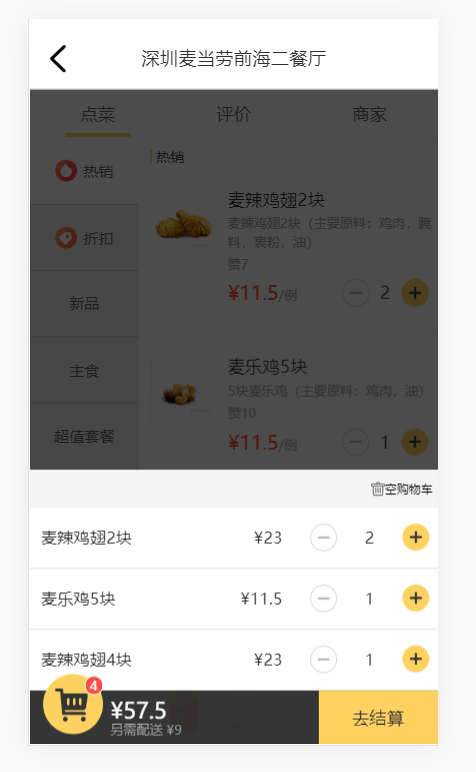 深圳麦当劳前海二餐厅
点菜 评价 商家
热销
热销
折扣
新品
主食
超值套餐
麦辣鸡翅2块
麦辣鸡翅2块（主要原料：鸡肉，腌
料，裹粉，油）
赞7
¥11.5/例 2
麦乐鸡5块
5块麦乐鸡（主要原料：鸡肉，油）
赞10
¥11.5/例 1
空购物车
麦辣鸡翅2块 ¥23 2
麦乐鸡5块 ¥11.5 1
麦辣鸡翅4块 ¥23 1
4
¥57.5
另需配送 ¥9
去结算